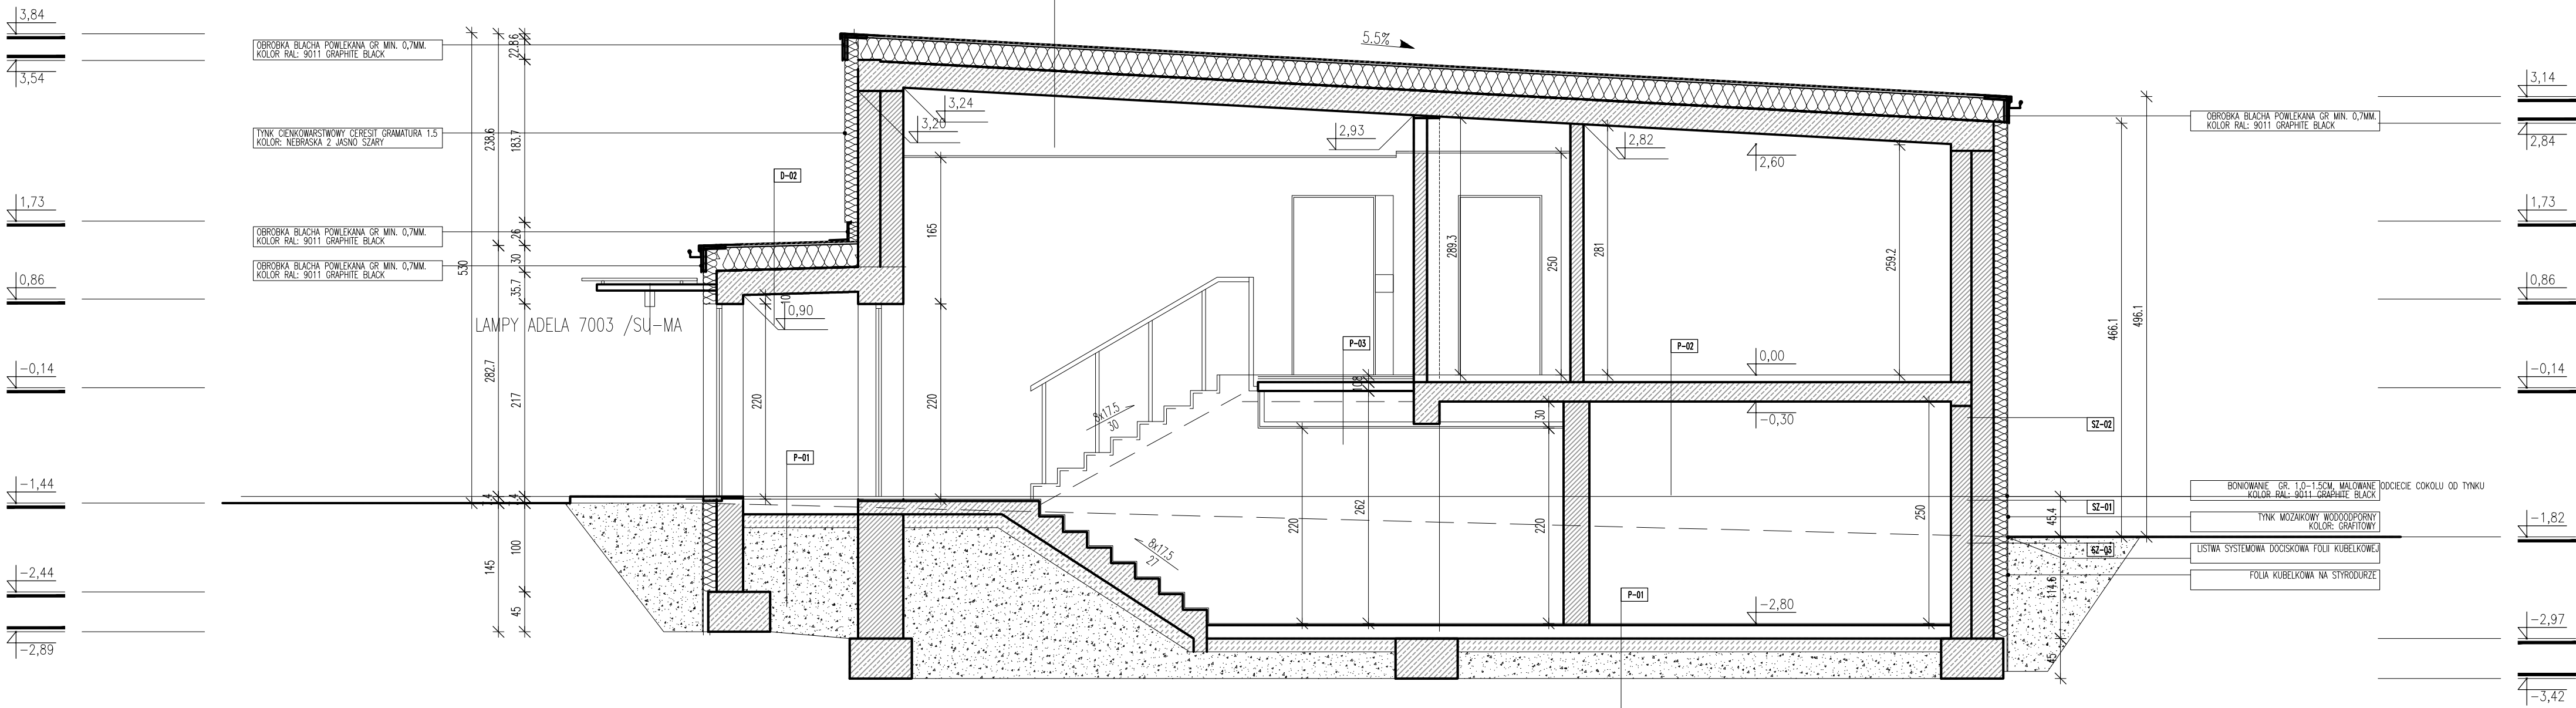 3,84
3,54
1,73
0,86
-0,14
-1,44
-2,44
-2,89
OBROBKA BLACHA POWLEKANA GR MIN. 0,7MM.
KOLOR RAL: 9011 GRAPHITE BLACK
TYNK CIENKOWARSTWOWY CERESIT GRAMATURA 1.5
KOLOR: NEBRASKA 2 JASNO SZARY
OBROBKA BLACHA POWLEKANA GR MIN. 0,7MM.
KOLOR RAL: 9011 GRAPHITE BLACK
OBROBKA BLACHA POWLEKANA GR MIN. 0,7MM.
KOLOR RAL: 9011 GRAPHITE BLACK
530
238.6
282.7
145
183.7
26
30
35.7
217
100
45
LAMPY ADELA 7003 /SU-MA
D-02
10
0,90
220
P-01
5.5%
3,24
3,20
165
220
2,93
2,82
2,60
289.3
250
281
259.2
P-03
P-02
0,00
108
8x17,5
30
30
-0,30
220
262
220
250
8x17,5
27
-2,80
P-01
466.1
496.1
45.4
114.6
45
OBROBKA BLACHA POWLEKANA GR MIN. 0,7MM.
KOLOR RAL: 9011 GRAPHITE BLACK
SZ-02
BONIOWANIE GR. 1,0-1.5CM, MALOWANE ODCIECIE COKOLU OD TYNKU
KOLOR RAL: 9011 GRAPHITE BLACK
SZ-01
TYNK MOZAIKOWY WODOODPORNY
KOLOR: GRAFITOWY
SZ-03
LISTWA SYSTEMOWA DOCISKOWA FOLII KUBELKOWEJ
FOLIA KUBELKOWA NA STYRODURZE
3,14
2,84
1,73
0,86
-0,14
-1,82
-2,97
-3,42